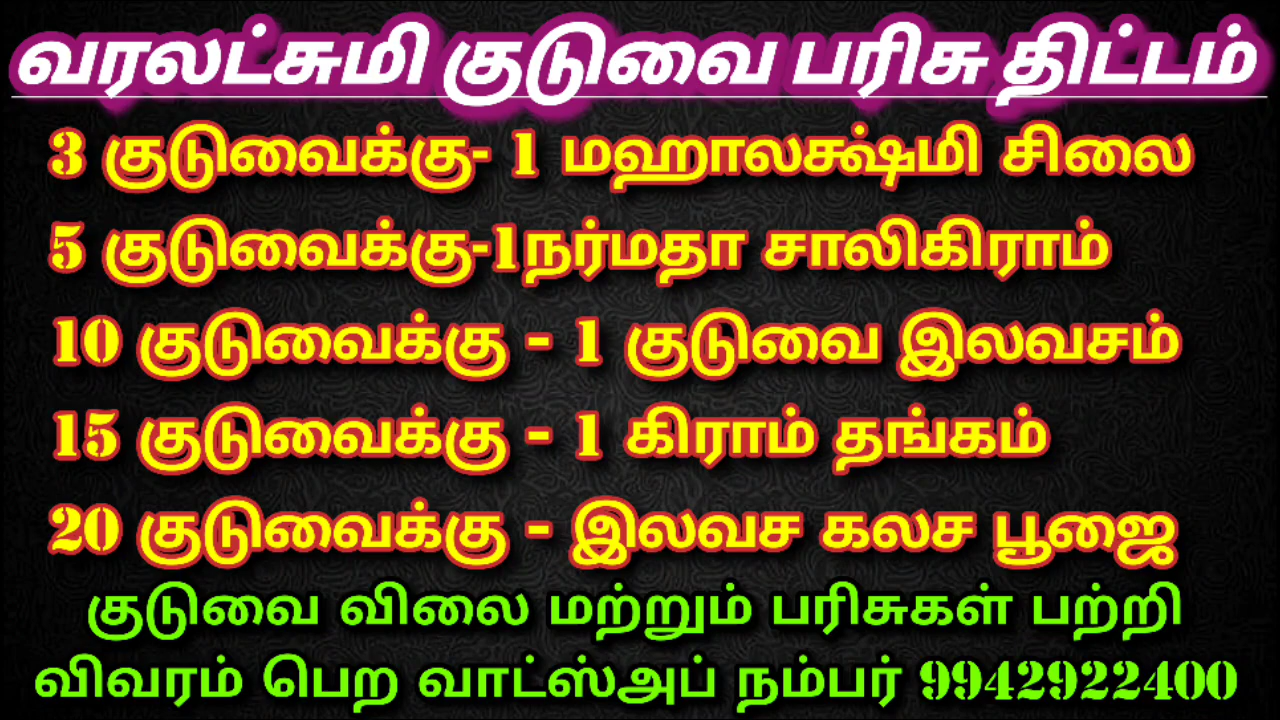 வரலட்சுமி குடுவை பரிசு திட்டம்
3 குடுவைக்கு- 1 மஹாலக்ஷ்மி சிலை
5 குடுவைக்கு-1நர்மதா சாலிகிராம்
10 குடுவைக்கு - 1 குடுவை இலவசம்
15 குடுவைக்கு - 1 கிராம் தங்கம்
20 குடுவைக்கு - இலவச கலச பூஜை
குடுவை விலை மற்றும் பரிசுகள் பற்றி
விவரம் பெற வாட்ஸ்அப் நம்பர் 9942922400